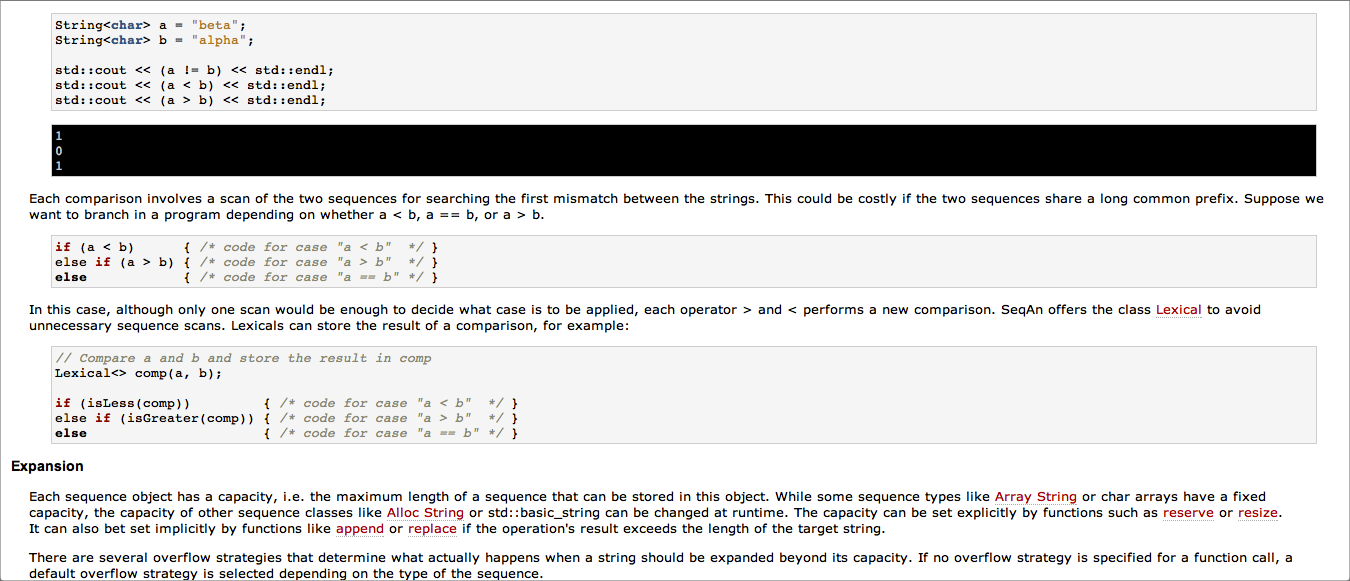 String<char> a = "beta";
String<char> b = "alpha";
std::cout << (a != b) << std::endl;
std::cout << (a < b) << std::endl;
std::cout << (a > b) << std::endl;
1
0
1
Each comparison involves a scan of the two sequences for searching the first mismatch between the strings. This could be costly if the two sequences share a long common prefix. Suppose we
want to branch in a program depending on whether a < b, a == b, or a > b.
if (a < b)      { /* code for case "a < b"  */ }
else if (a > b) { /* code for case "a > b"  */ }
else            { /* code for case "a == b" */ }
In this case, although only one scan would be enough to decide what case is to be applied, each operator > and < performs a new comparison. SeqAn offers the class Lexical to avoid
unnecessary sequence scans. Lexicals can store the result of a comparison, for example:
// Compare a and b and store the result in comp
Lexical<> comp(a, b);
if (isLess(comp))         { /* code for case "a < b"  */ }
else if (isGreater(comp)) { /* code for case "a > b"  */ }
else                      { /* code for case "a == b" */ }
Expansion
Each sequence object has a capacity, i.e. the maximum length of a sequence that can be stored in this object. While some sequence types like Array String or char arrays have a fixed
capacity, the capacity of other sequence classes like Alloc String or std::basic_string can be changed at runtime. The capacity can be set explicitly by functions such as reserve or resize.
It can also bet set implicitly by functions like append or replace if the operation's result exceeds the length of the target string.
There are several overflow strategies that determine what actually happens when a string should be expanded beyond its capacity. If no overflow strategy is specified for a function call, a
default overflow strategy is selected depending on the type of the sequence.